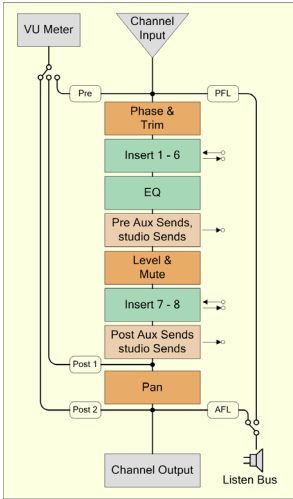 VU Meter
Channel
Input
Pre
PFL
Phase &
Trim
Insert 1 - 6
EQ
Pre Aux Sends,
studio Sends
Level &
Mute
Insert 7 - 8
Post Aux Sends
studio Sends
Post 1
Pan
Post 2
AFL
Channel Output
Listen Bus